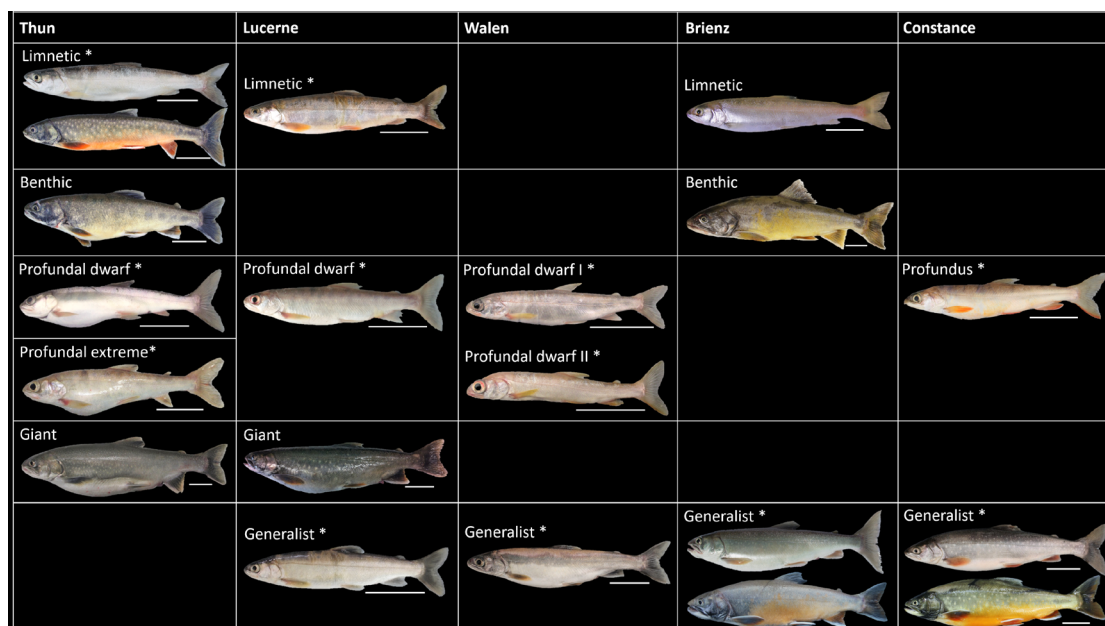 Thun Lucerne Walen Brienz Constance
Limnetic *
Limnetic *
Limnetic
Benthic
Benthic
Profundal dwarf *
Profundal dwarf *
Profundal dwarf I *
Profundus *
Profundal extreme*
Profundal dwarf II *
Giant
Giant
Generalist *
Generalist *
Generalist *
Generalist *